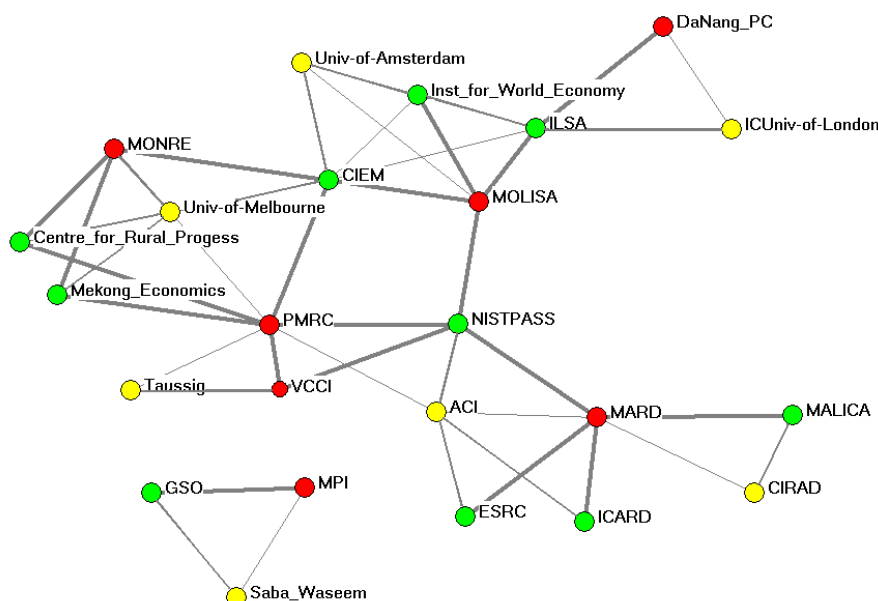 DaNang_PC
Univ-of-Amsterdam
Inst_for_World_Economy
ILSA
ICUniv-of-London
MONRE
CIEM
MOLISA
Univ-of-Melbourne
Centre_for_Rural_Progess
Mekong_Economics
PMRC
NISTPASS
Taussig
VCCI
ACI
MARD
MALICA
GSO
MPI
CIRAD
ESRC
ICARD
Saba_Waseem